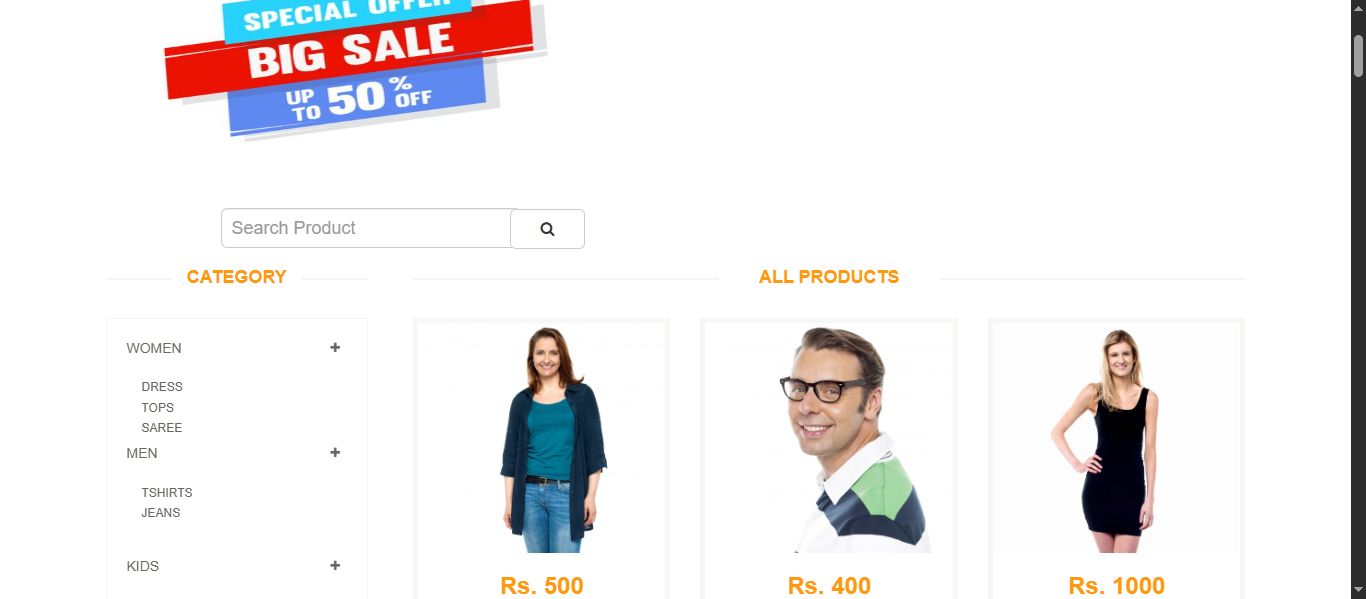 SPECIAL OFFER
BIG SALE
UP TO 50% OFF
Search Product
CATEGORY
ALL PRODUCTS
WOMEN
DRESS
TOPS
SAREE
MEN
TSHIRTS
JEANS
KIDS
Rs. 500
Rs. 400
Rs. 1000